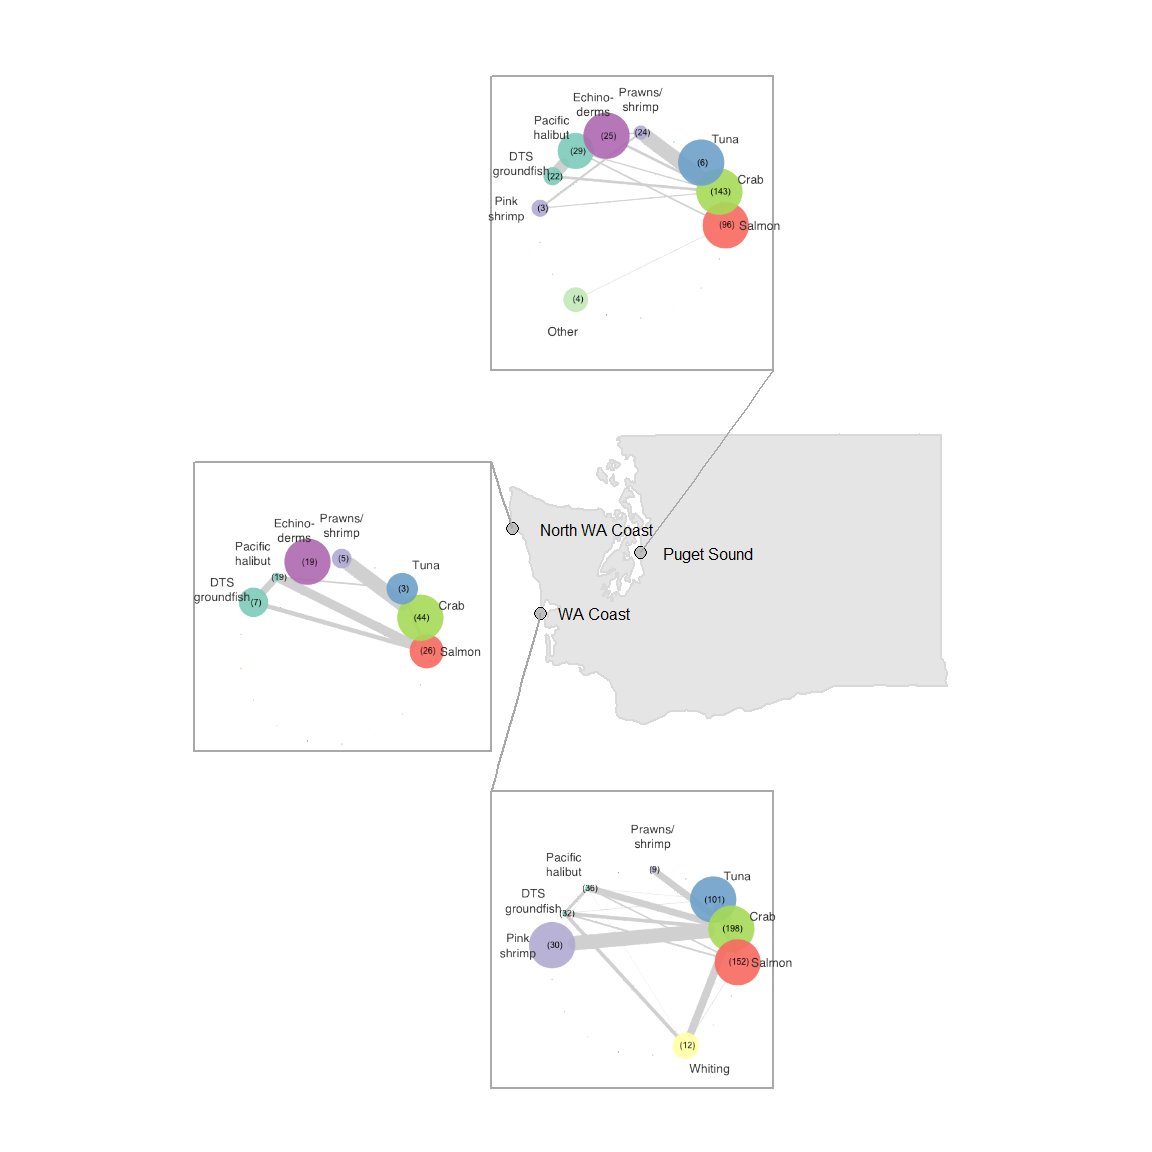 Echino-
derms
Prawns/
shrimp
Pacific
halibut
Tuna
DTS
groundfish
Crab
Pink
shrimp
Salmon
Other
(25)
(24)
(29)
(6)
(22)
(143)
(3)
(96)
(4)
North WA Coast
Puget Sound
WA Coast
Echino-
derms
Prawns/
shrimp
Pacific
halibut
Tuna
DTS
groundfish
Crab
Salmon
(19)
(5)
(19)
(3)
(7)
(44)
(26)
Prawns/
shrimp
Pacific
halibut
Tuna
DTS
groundfish
Crab
Pink
shrimp
Salmon
Whiting
(9)
(36)
(101)
(32)
(198)
(30)
(152)
(12)